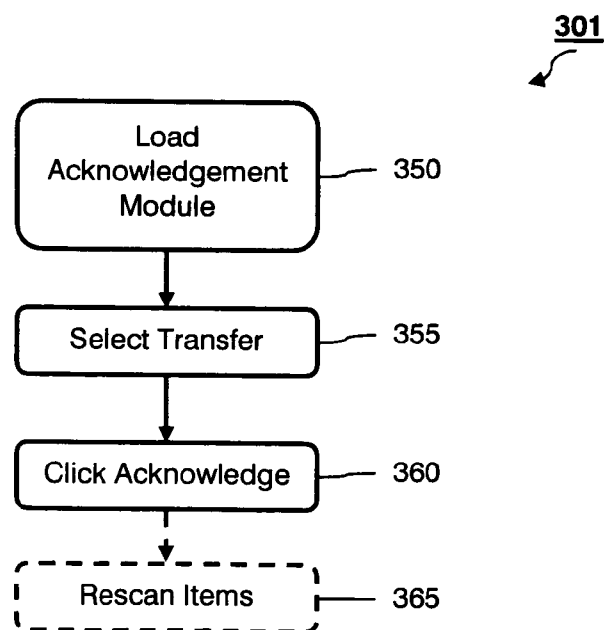 301
Load
Acknowledgement
Module
350
Select Transfer
355
Click Acknowledge
360
Rescan Items
365